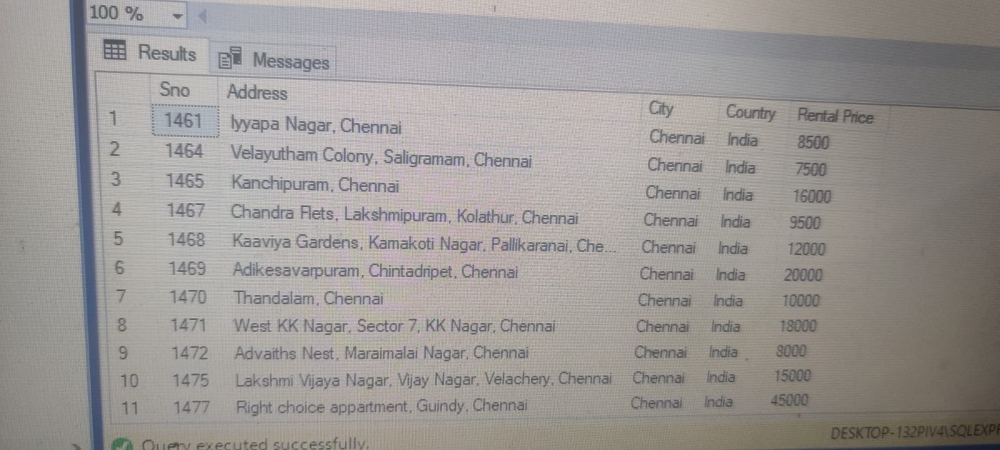 100 %
Results Messages
Sno Address City Country Rental Price
1 1461 Iyyapa Nagar, Chennai Chennai India 8500
2 1464 Velayutham Colony, Saligramam, Chennai Chennai India 7500
3 1465 Kanchipuram, Chennai Chennai India 16000
4 1467 Chandra Flets, Lakshmipuram, Kolathur, Chennai Chennai India 9500
5 1468 Kaaviya Gardens, Kamakoti Nagar, Pallikaranai, Che... Chennai India 12000
6 1469 Adikesavarpuram, Chintadripet, Chennai Chennai India 20000
7 1470 Thandalam, Chennai Chennai India 10000
8 1471 West KK Nagar, Sector 7, KK Nagar, Chennai Chennai India 18000
9 1472 Advaiths Nest, Maraimalai Nagar, Chennai Chennai India 8000
10 1475 Lakshmi Vijaya Nagar, Vijay Nagar, Velachery, Chennai Chennai India 15000
11 1477 Right choice appartment, Guindy, Chennai Chennai India 45000
Query executed successfully. DESKTOP-132PIV4\SQLEXP